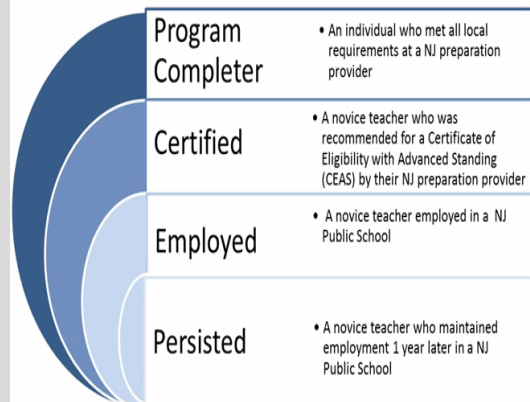 Program
Completer
• An individual who met all local
requirements at a NJ preparation
provider
Certified
• A novice teacher who was
recommended for a Certificate of
Eligibility with Advanced Standing
(CEAS) by their NJ preparation provider
Employed
• A novice teacher employed in a NJ
Public School
Persisted
• A novice teacher who maintained
employment 1 year later in a NJ
Public School